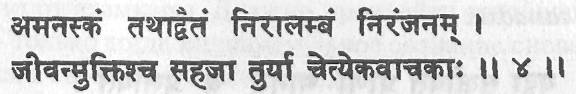 अमनस्क तथाद्वैतं निरालम्बं निरंजनम् ।
जीवन्मुक्तिश्च सहजा तुर्या चेत्येकवाचकाः ॥ ४ ॥